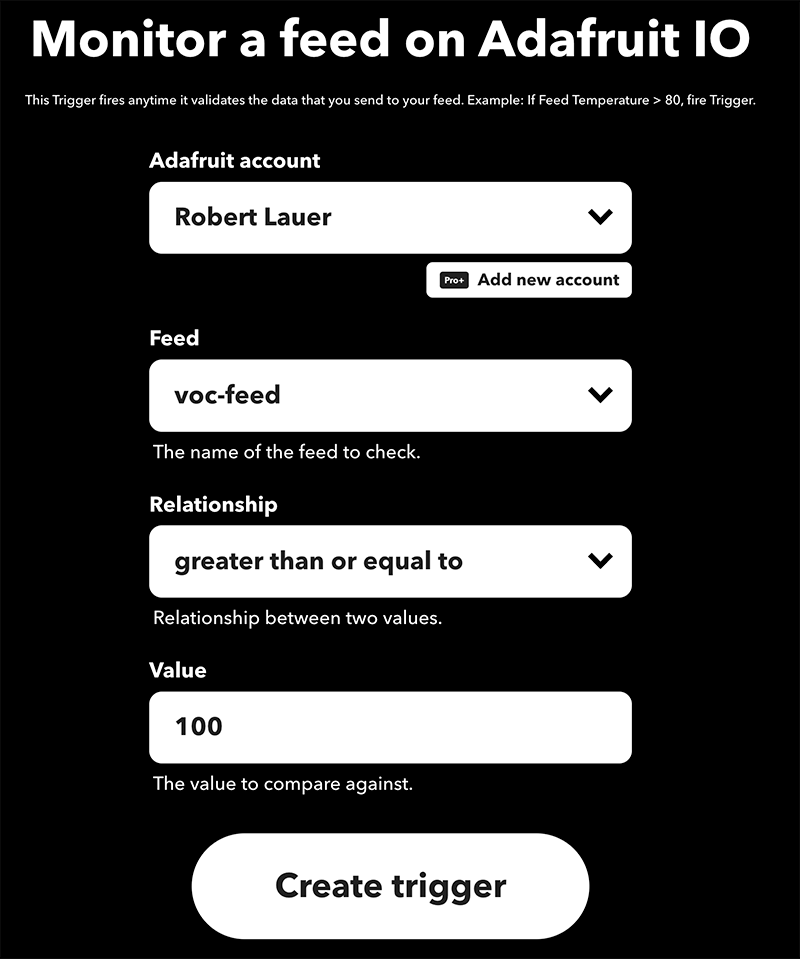 Monitor a feed on Adafruit IO
This Trigger fires anytime it validates the data that you send to your feed. Example: If Feed Temperature > 80, fire Trigger.
Adafruit account
Robert Lauer
Pro+ Add new account
Feed
voc-feed
The name of the feed to check.
Relationship
greater than or equal to
Relationship between two values.
Value
100
The value to compare against.
Create trigger